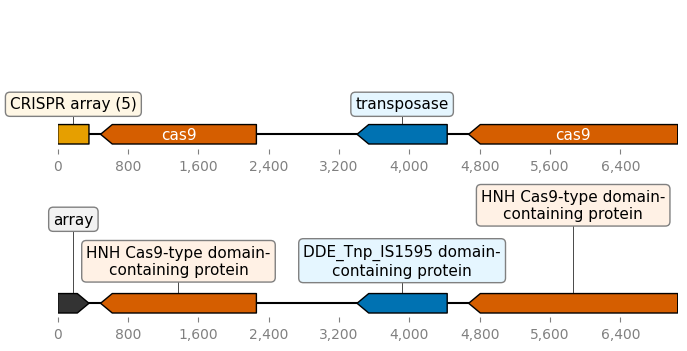 CRISPR array (5)
transposase
cas9
cas9
0 800 1,600 2,400 3,200 4,000 4,800 5,600 6,400
HNH Cas9-type domain-
containing protein
array
HNH Cas9-type domain-
containing protein
DDE_Tnp_IS1595 domain-
containing protein
0 800 1,600 2,400 3,200 4,000 4,800 5,600 6,400